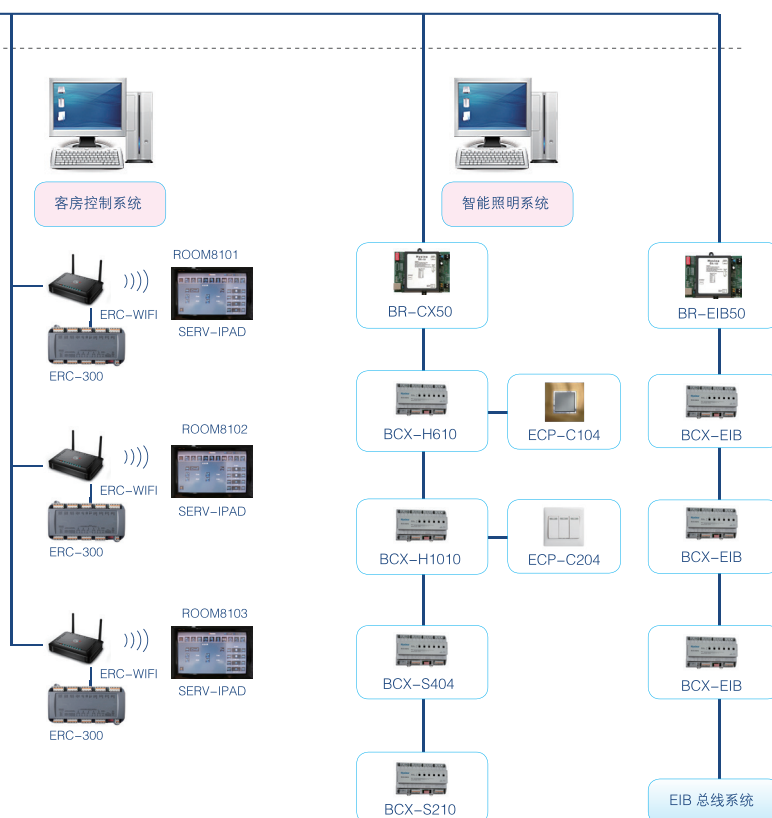 客房控制系统
智能照明系统
ROOM8101
ERC-WIFI
SERV-IPAD
ERC-300
ROOM8102
ERC-WIFI
SERV-IPAD
ERC-300
ROOM8103
ERC-WIFI
SERV-IPAD
ERC-300
BR-CX50
BCX-H610
ECP-C104
BCX-H1010
ECP-C204
BCX-S404
BCX-S210
BR-EIB50
BCX-EIB
BCX-EIB
BCX-EIB
EIB 总线系统